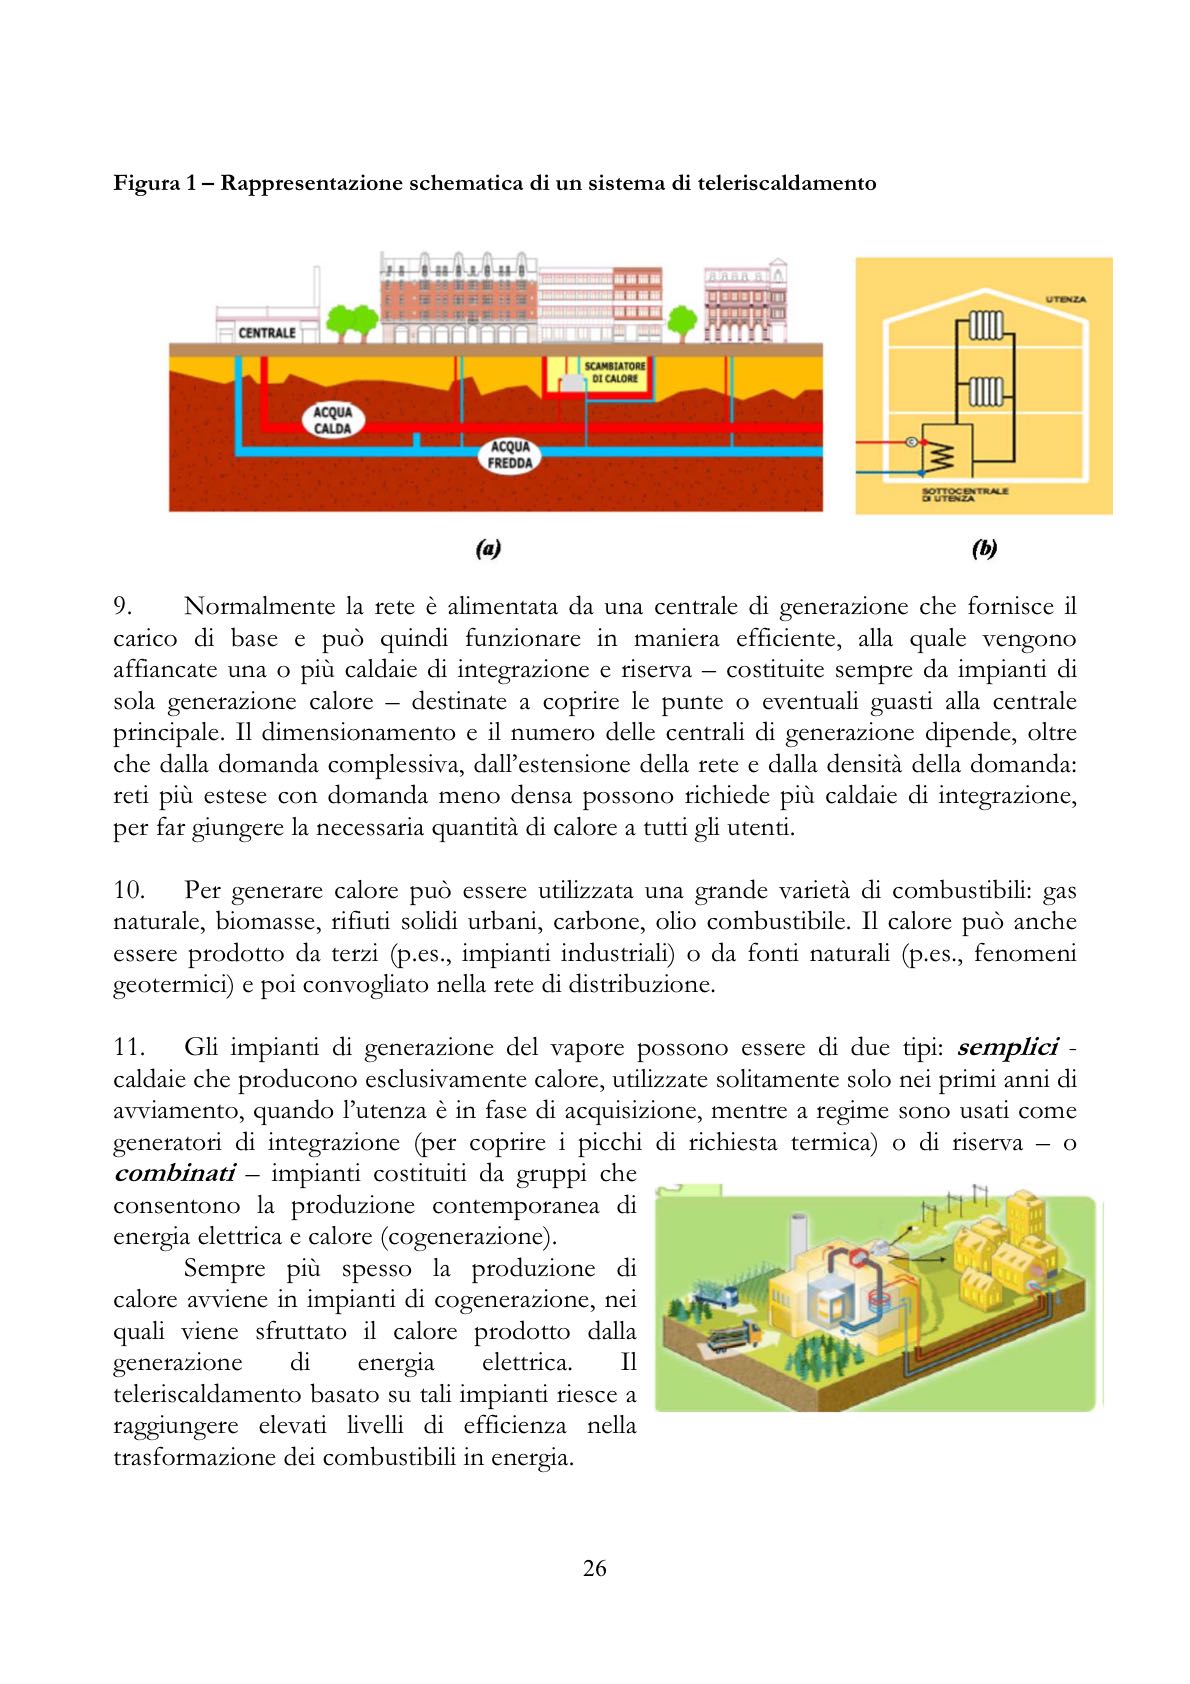 Figura 1 – Rappresentazione schematica di un sistema di teleriscaldamento
CENTRALE
SCAMBIATORE
DI CALORE
ACQUA
CALDA
ACQUA
FREDDA
(a)
UTENZA
C
SOTTOCENTRALE
DI UTENZA
(b)
9. Normalmente la rete è alimentata da una centrale di generazione che fornisce il
carico di base e può quindi funzionare in maniera efficiente, alla quale vengono
affiancate una o più caldaie di integrazione e riserva – costituite sempre da impianti di
sola generazione calore – destinate a coprire le punte o eventuali guasti alla centrale
principale. Il dimensionamento e il numero delle centrali di generazione dipende, oltre
che dalla domanda complessiva, dall’estensione della rete e dalla densità della domanda:
reti più estese con domanda meno densa possono richiede più caldaie di integrazione,
per far giungere la necessaria quantità di calore a tutti gli utenti.
10. Per generare calore può essere utilizzata una grande varietà di combustibili: gas
naturale, biomasse, rifiuti solidi urbani, carbone, olio combustibile. Il calore può anche
essere prodotto da terzi (p.es., impianti industriali) o da fonti naturali (p.es., fenomeni
geotermici) e poi convogliato nella rete di distribuzione.
11. Gli impianti di generazione del vapore possono essere di due tipi: semplici -
caldaie che producono esclusivamente calore, utilizzate solitamente solo nei primi anni di
avviamento, quando l’utenza è in fase di acquisizione, mentre a regime sono usati come
generatori di integrazione (per coprire i picchi di richiesta termica) o di riserva – o
combinati – impianti costituiti da gruppi che
consentono la produzione contemporanea di
energia elettrica e calore (cogenerazione).
Sempre più spesso la produzione di
calore avviene in impianti di cogenerazione, nei
quali viene sfruttato il calore prodotto dalla
generazione di energia elettrica. Il
teleriscaldamento basato su tali impianti riesce a
raggiungere elevati livelli di efficienza nella
trasformazione dei combustibili in energia.
26